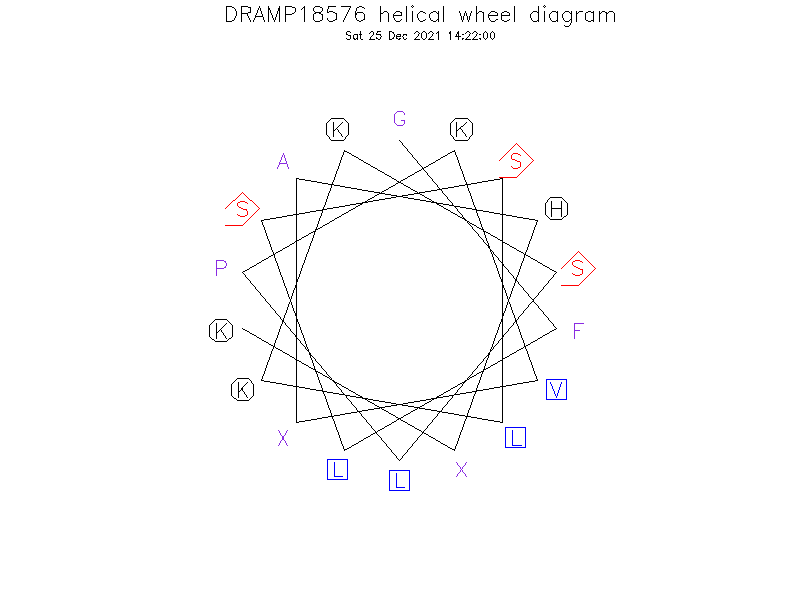 DRAMP18576 helical wheel diagram
Sat 25 Dec 2021 14:22:00
K G K
A S
S H
P S
K F
K V
X L
L L X